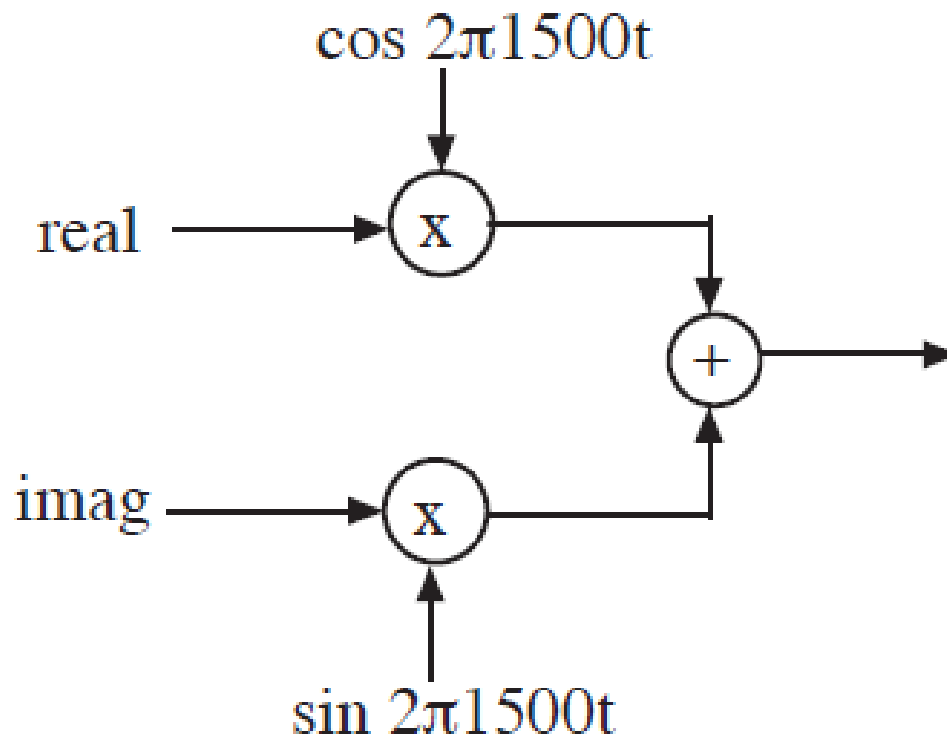 cos 2π1500t
real
x
+
imag
x
sin 2π1500t